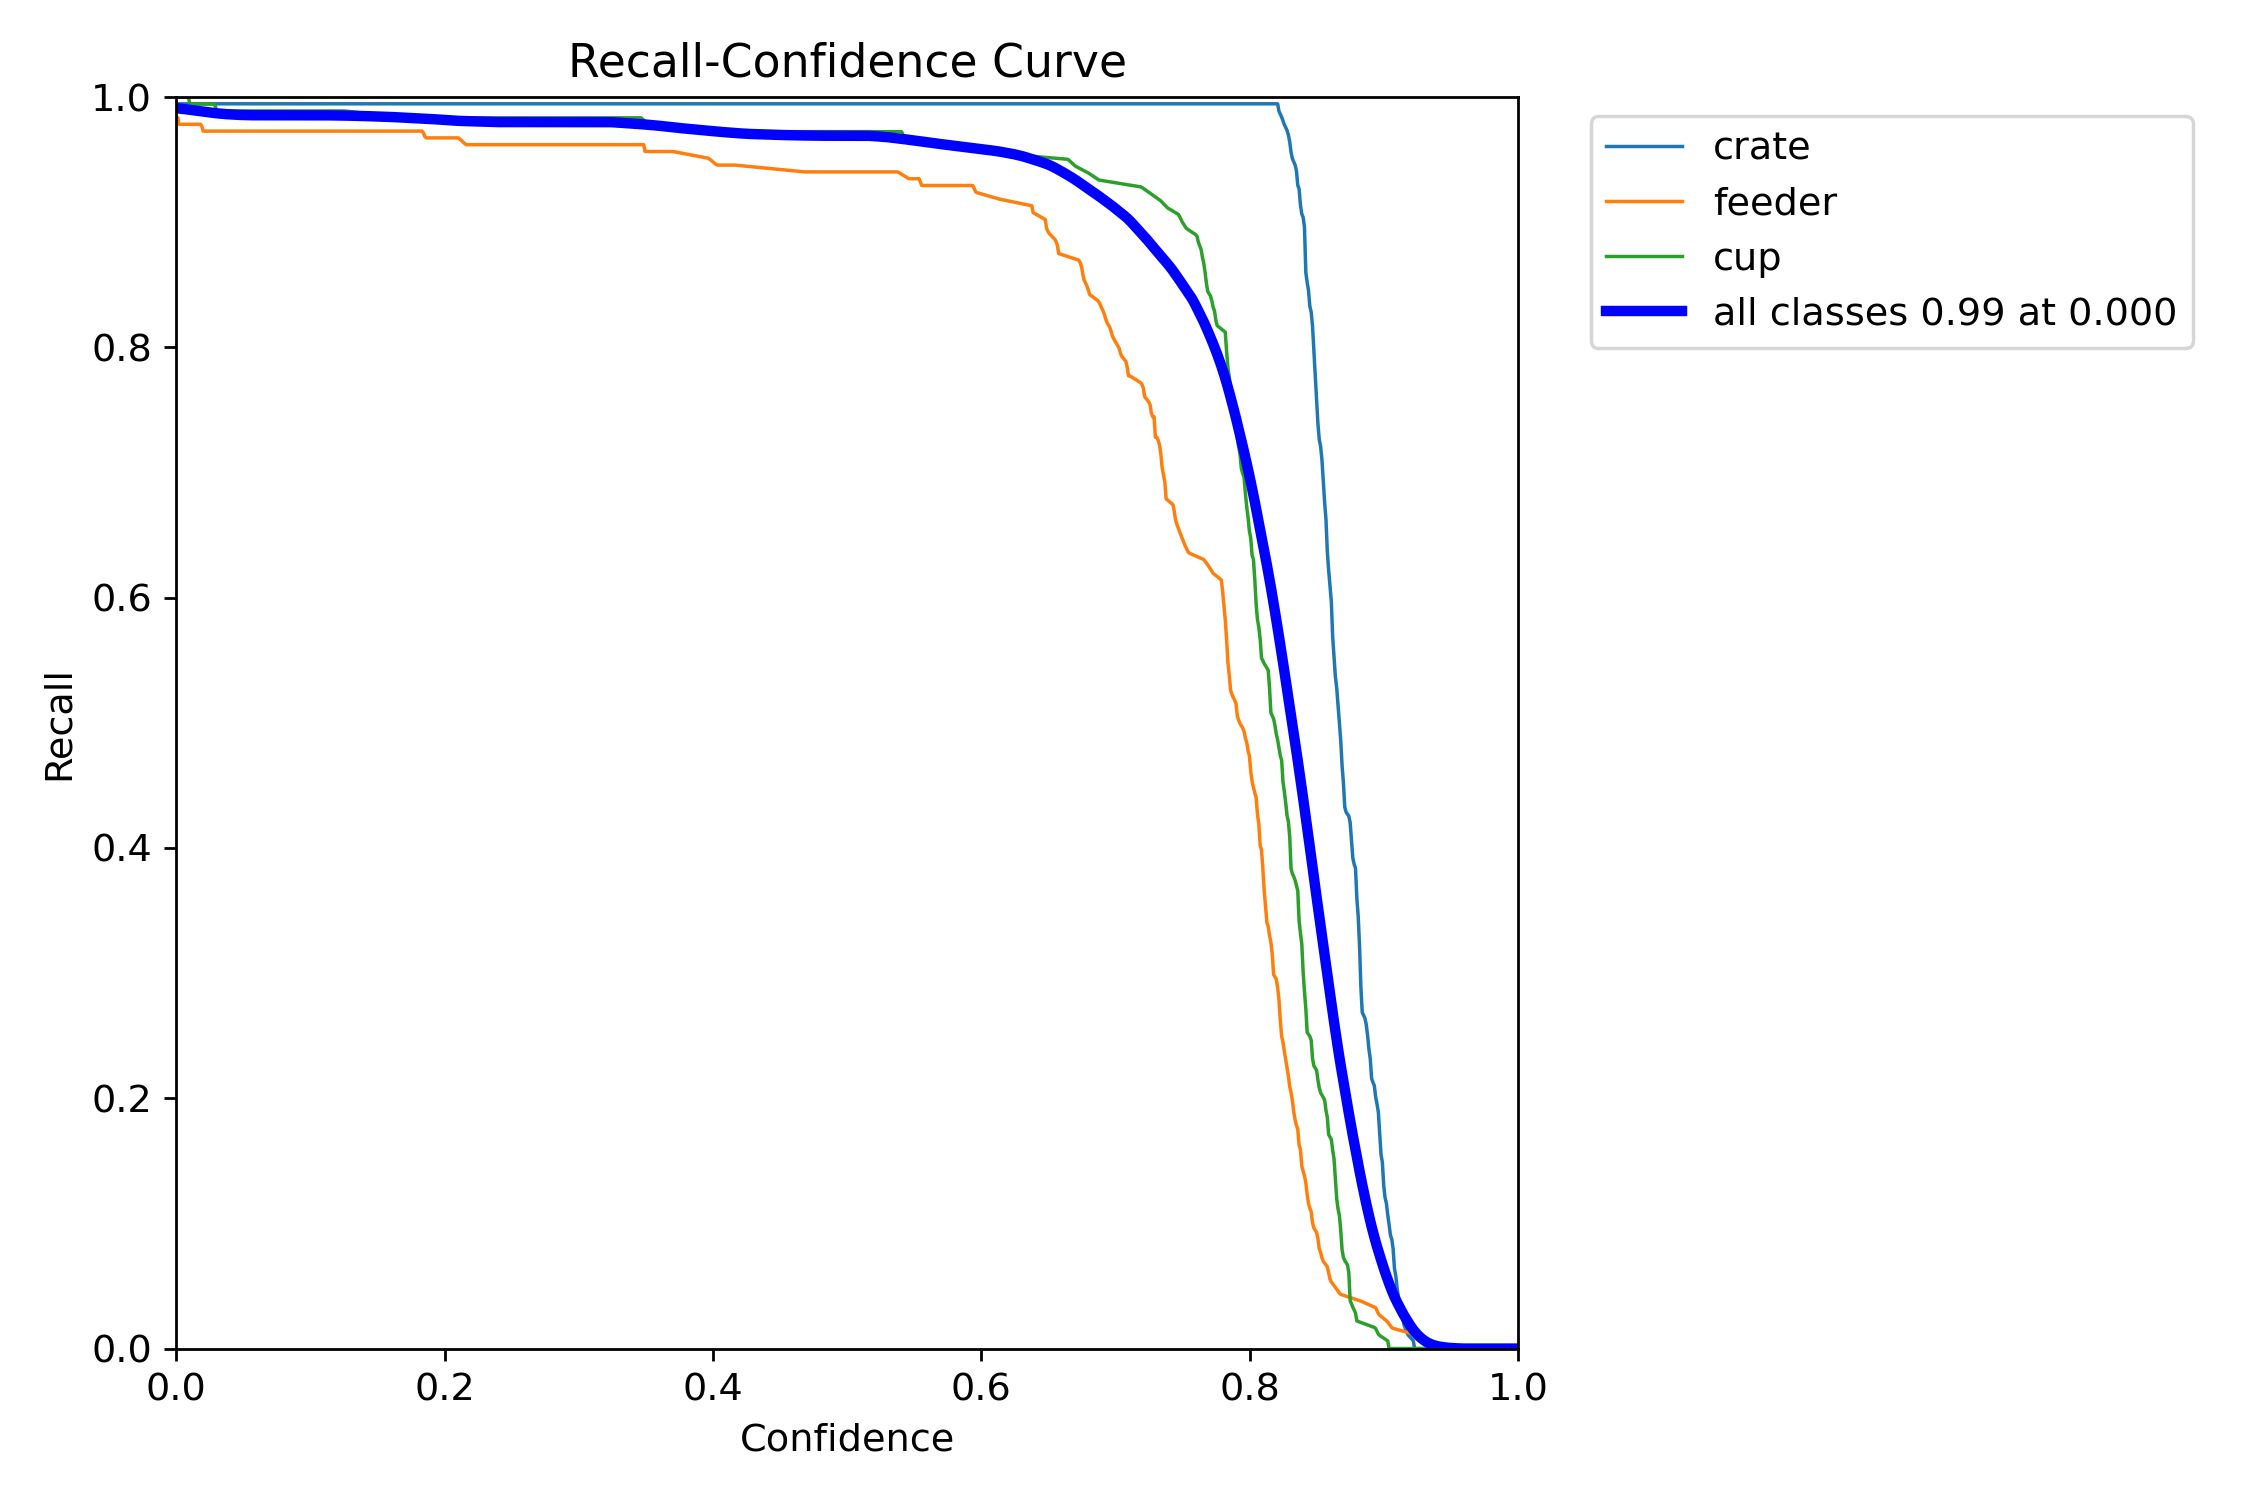 Recall-Confidence Curve
1.0
0.8
0.6
0.4
0.2
0.0
Recall
0.0 0.2 0.4 0.6 0.8 1.0
Confidence
crate
feeder
cup
all classes 0.99 at 0.000